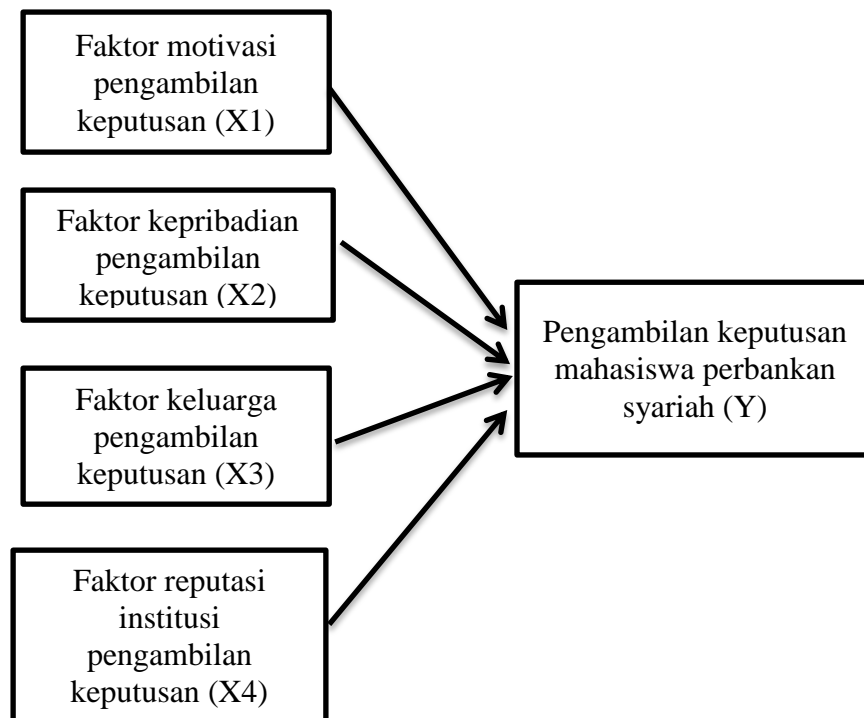 Faktor motivasi
pengambilan
keputusan (X1)
Faktor kepribadian
pengambilan
keputusan (X2)
Faktor keluarga
pengambilan
keputusan (X3)
Faktor reputasi
institusi
pengambilan
keputusan (X4)
Pengambilan keputusan
mahasiswa perbankan
syariah (Y)